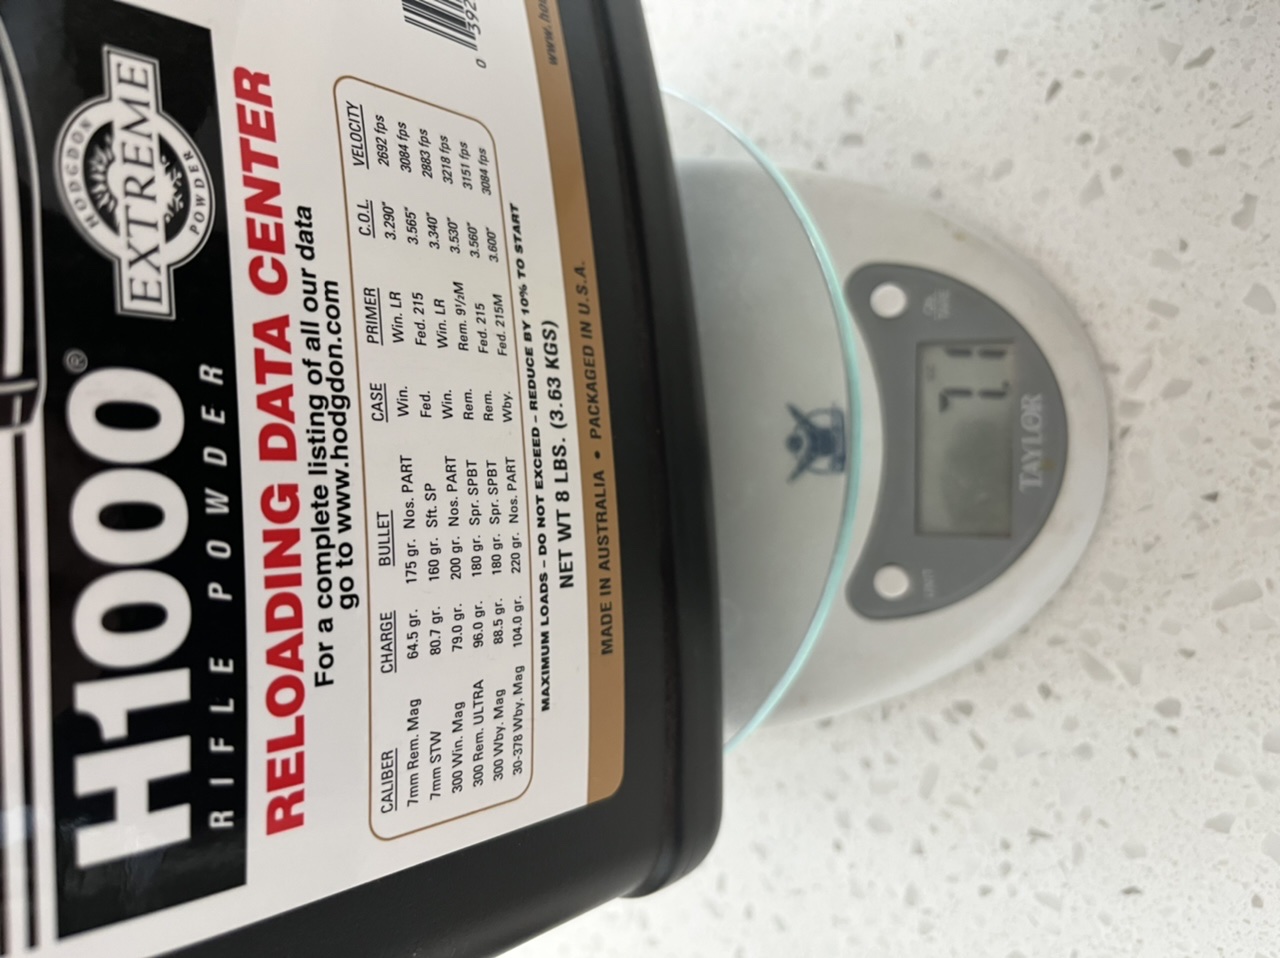 HODGDON
EXTREME
POWDER
H1000®
RIFLE POWDER
RELOADING DATA CENTER
For a complete listing of all our data
go to www.hodgdon.com
CALIBER CHARGE BULLET CASE PRIMER C.O.L VELOCITY
7mm Rem. Mag 64.5 gr. 175 gr. Nos. PART Win. Win. LR 3.290" 2692 fps
7mm STW 80.7 gr. 160 gr. Sft. SP Fed. Fed. 215 3.565" 3084 fps
300 Win. Mag 79.0 gr. 200 gr. Nos. PART Win. Win. LR 3.340" 2883 fps
300 Rem. ULTRA 96.0 gr. 180 gr. Spr. SPBT Rem. Rem. 9½M 3.530" 3218 fps
300 Wby. Mag 88.5 gr. 180 gr. Spr. SPBT Rem. Fed. 215 3.560" 3151 fps
30-378 Wby. Mag 104.0 gr. 220 gr. Nos. PART Wby. Fed. 215M 3.600" 3084 fps
MAXIMUM LOADS – DO NOT EXCEED – REDUCE BY 10% TO START
NET WT 8 LBS. (3.63 KGS)
MADE IN AUSTRALIA • PACKAGED IN U.S.A.
www.ho
0 392
UNIT
TAYLOR